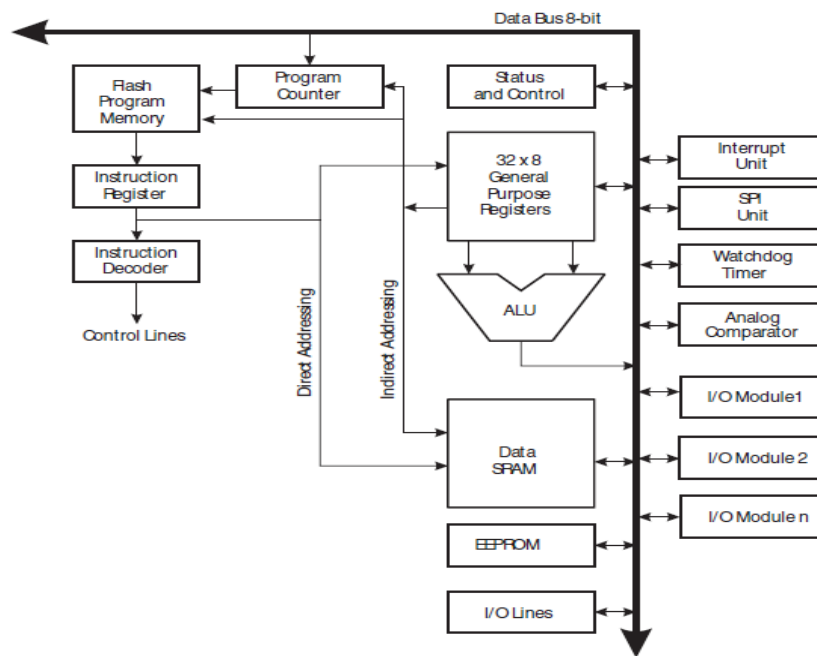 Data Bus 8-bit
Flash
Program
Memory
Program
Counter
Status
and Control
Instruction
Register
32 x 8
General
Purpose
Registers
Interrupt
Unit
SPI
Unit
Instruction
Decoder
Watchdog
Timer
Control Lines
Direct Addressing
Indirect Addressing
ALU
Analog
Comparator
I/O Module1
Data
SRAM
I/O Module 2
I/O Module n
EEPROM
I/O Lines